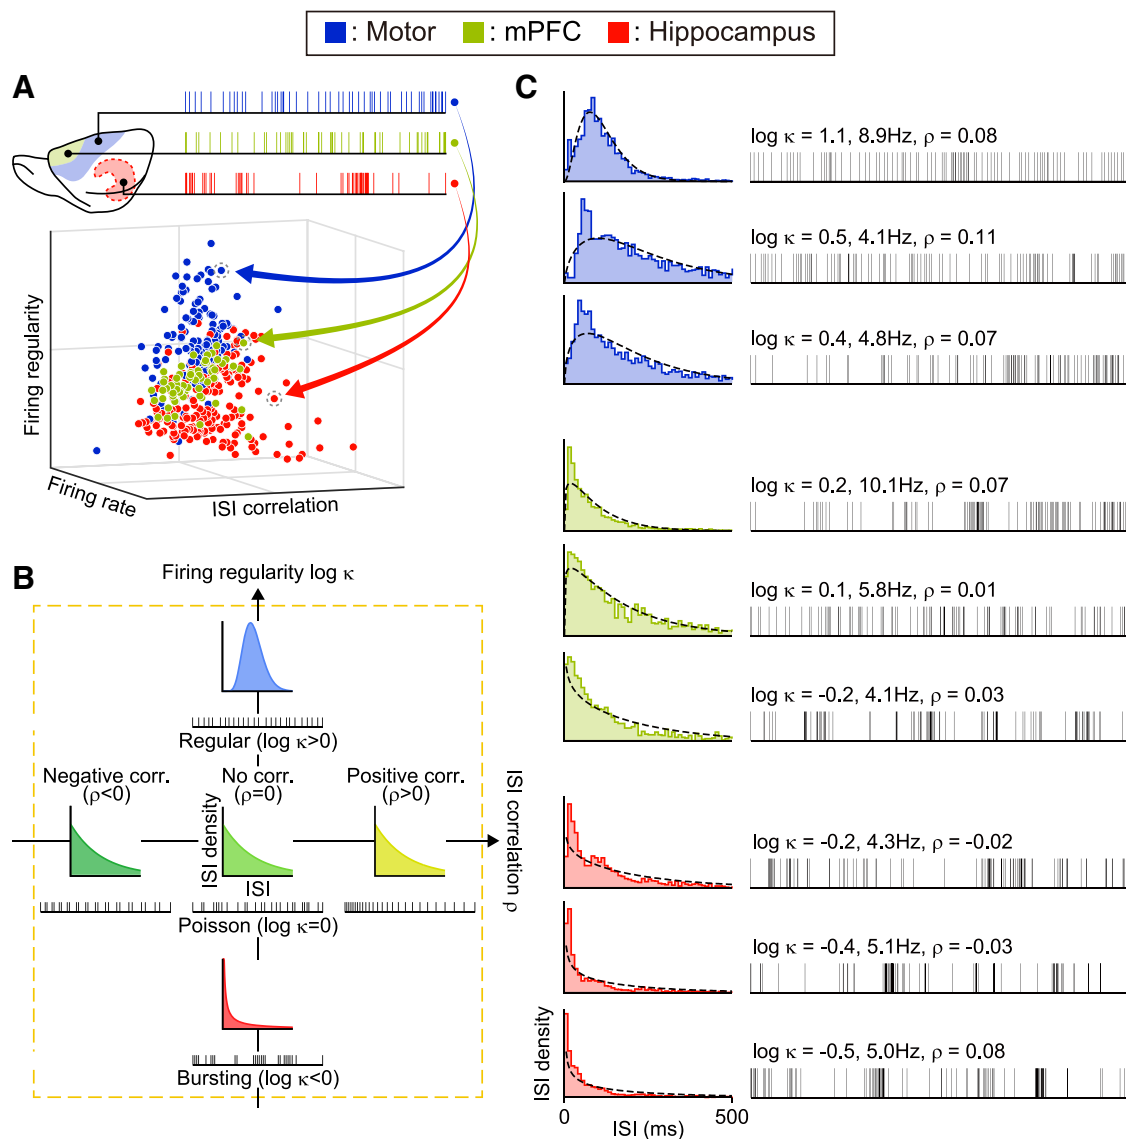 : Motor : mPFC : Hippocampus
A
Firing regularity
Firing rate
ISI correlation
B
Firing regularity log κ
Regular (log κ>0)
Negative corr.
(ρ<0)
No corr.
(ρ=0)
Positive corr.
(ρ>0)
ISI density
ISI
ISI correlation ρ
Poisson (log κ=0)
Bursting (log κ<0)
C
log κ = 1.1, 8.9Hz, ρ = 0.08
log κ = 0.5, 4.1Hz, ρ = 0.11
log κ = 0.4, 4.8Hz, ρ = 0.07
log κ = 0.2, 10.1Hz, ρ = 0.07
log κ = 0.1, 5.8Hz, ρ = 0.01
log κ = -0.2, 4.1Hz, ρ = 0.03
log κ = -0.2, 4.3Hz, ρ = -0.02
log κ = -0.4, 5.1Hz, ρ = -0.03
log κ = -0.5, 5.0Hz, ρ = 0.08
ISI density
0 500
ISI (ms)